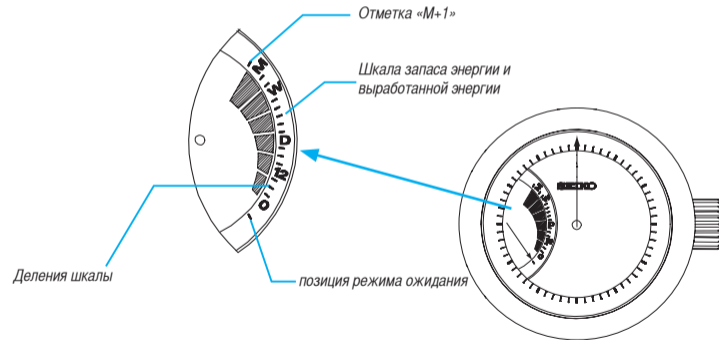 Отметка «М+1»
Шкала запаса энергии и
выработанной энергии
D
O
SEIKO
Деления шкалы
позиция режима ожидания